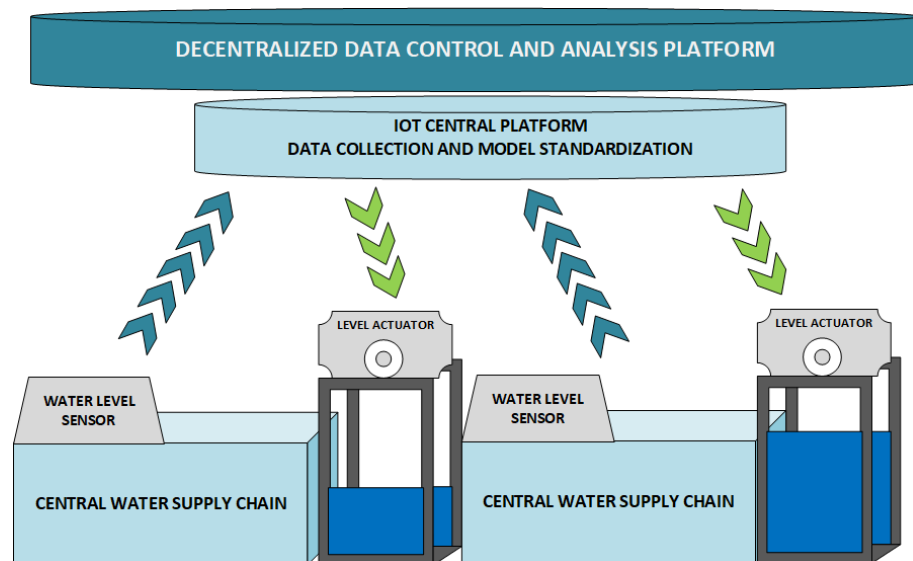 DECENTRALIZED DATA CONTROL AND ANALYSIS PLATFORM
IOT CENTRAL PLATFORM
DATA COLLECTION AND MODEL STANDARDIZATION
LEVEL ACTUATOR
LEVEL ACTUATOR
WATER LEVEL
SENSOR
WATER LEVEL
SENSOR
CENTRAL WATER SUPPLY CHAIN
CENTRAL WATER SUPPLY CHAIN